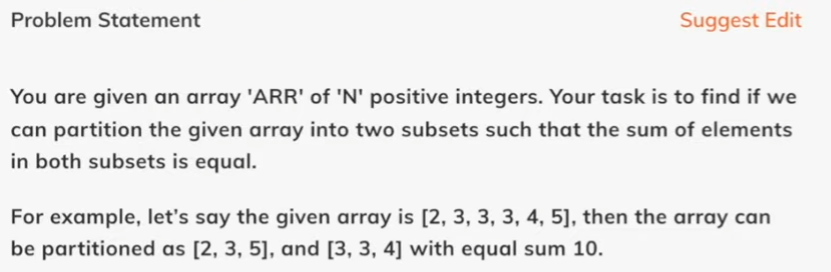 Problem Statement Suggest Edit
You are given an array 'ARR' of 'N' positive integers. Your task is to find if we
can partition the given array into two subsets such that the sum of elements
in both subsets is equal.
For example, let’s say the given array is [2, 3, 3, 3, 4, 5], then the array can
be partitioned as [2, 3, 5], and [3, 3, 4] with equal sum 10.